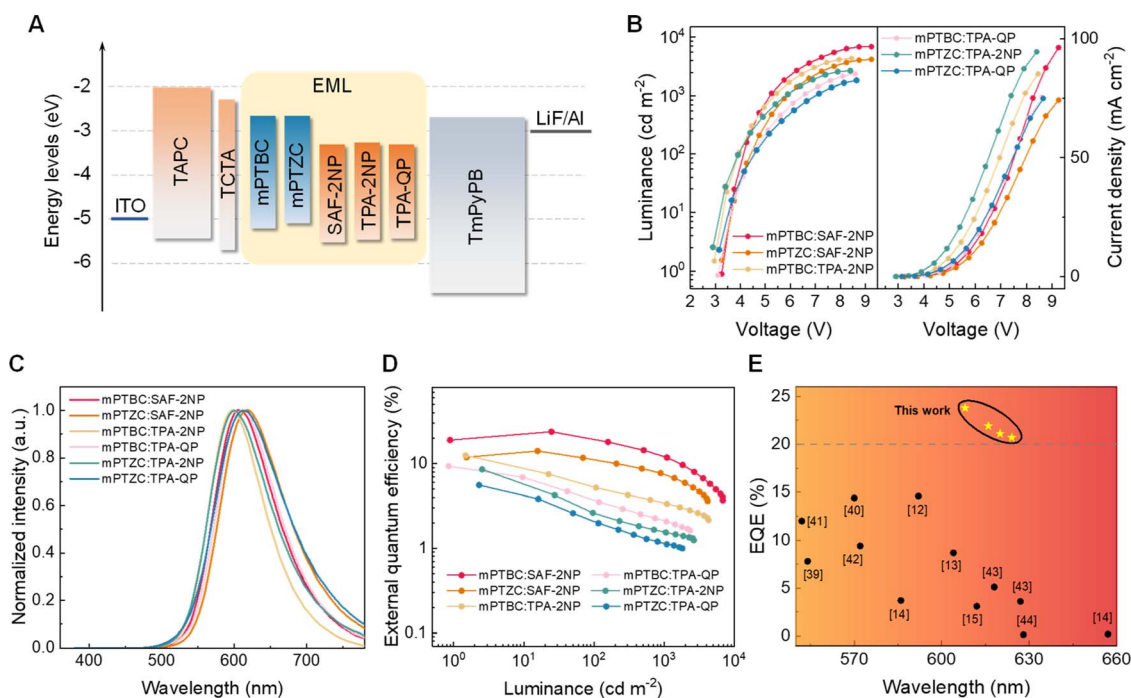 A
Energy levels (eV)
-2
-3
-4
-5
-6
ITO
TAPC
TCTA
EML
mPTBC
mPTZC
SAF-2NP
TPA-2NP
TPA-QP
TmPyPB
LiF/Al
B
Luminance (cd m-2)
10⁴
10³
10²
10¹
10⁰
mPTBC:SAF-2NP
mPTZC:SAF-2NP
mPTBC:TPA-2NP
2 3 4 5 6 7 8 9
Voltage (V)
mPTBC:TPA-QP
mPTZC:TPA-2NP
mPTZC:TPA-QP
3 4 5 6 7 8 9
Voltage (V)
100
50
0
Current density (mA cm-2)
C
Normalized intensity (a.u.)
1.0
0.8
0.6
0.4
0.2
0.0
mPTBC:SAF-2NP
mPTZC:SAF-2NP
mPTBC:TPA-2NP
mPTBC:TPA-QP
mPTZC:TPA-2NP
mPTZC:TPA-QP
400 500 600 700
Wavelength (nm)
D
External quantum efficiency (%)
10
1
0.1
mPTBC:SAF-2NP mPTBC:TPA-QP
mPTZC:SAF-2NP mPTZC:TPA-2NP
mPTBC:TPA-2NP mPTZC:TPA-QP
10⁰ 10¹ 10² 10³ 10⁴
Luminance (cd m-2)
E
EQE (%)
25
20
15
10
5
0
This work
[41]
[40]
[12]
[39]
[42]
[13]
[14]
[15]
[43]
[43]
[44]
[14]
570 600 630 660
Wavelength (nm)